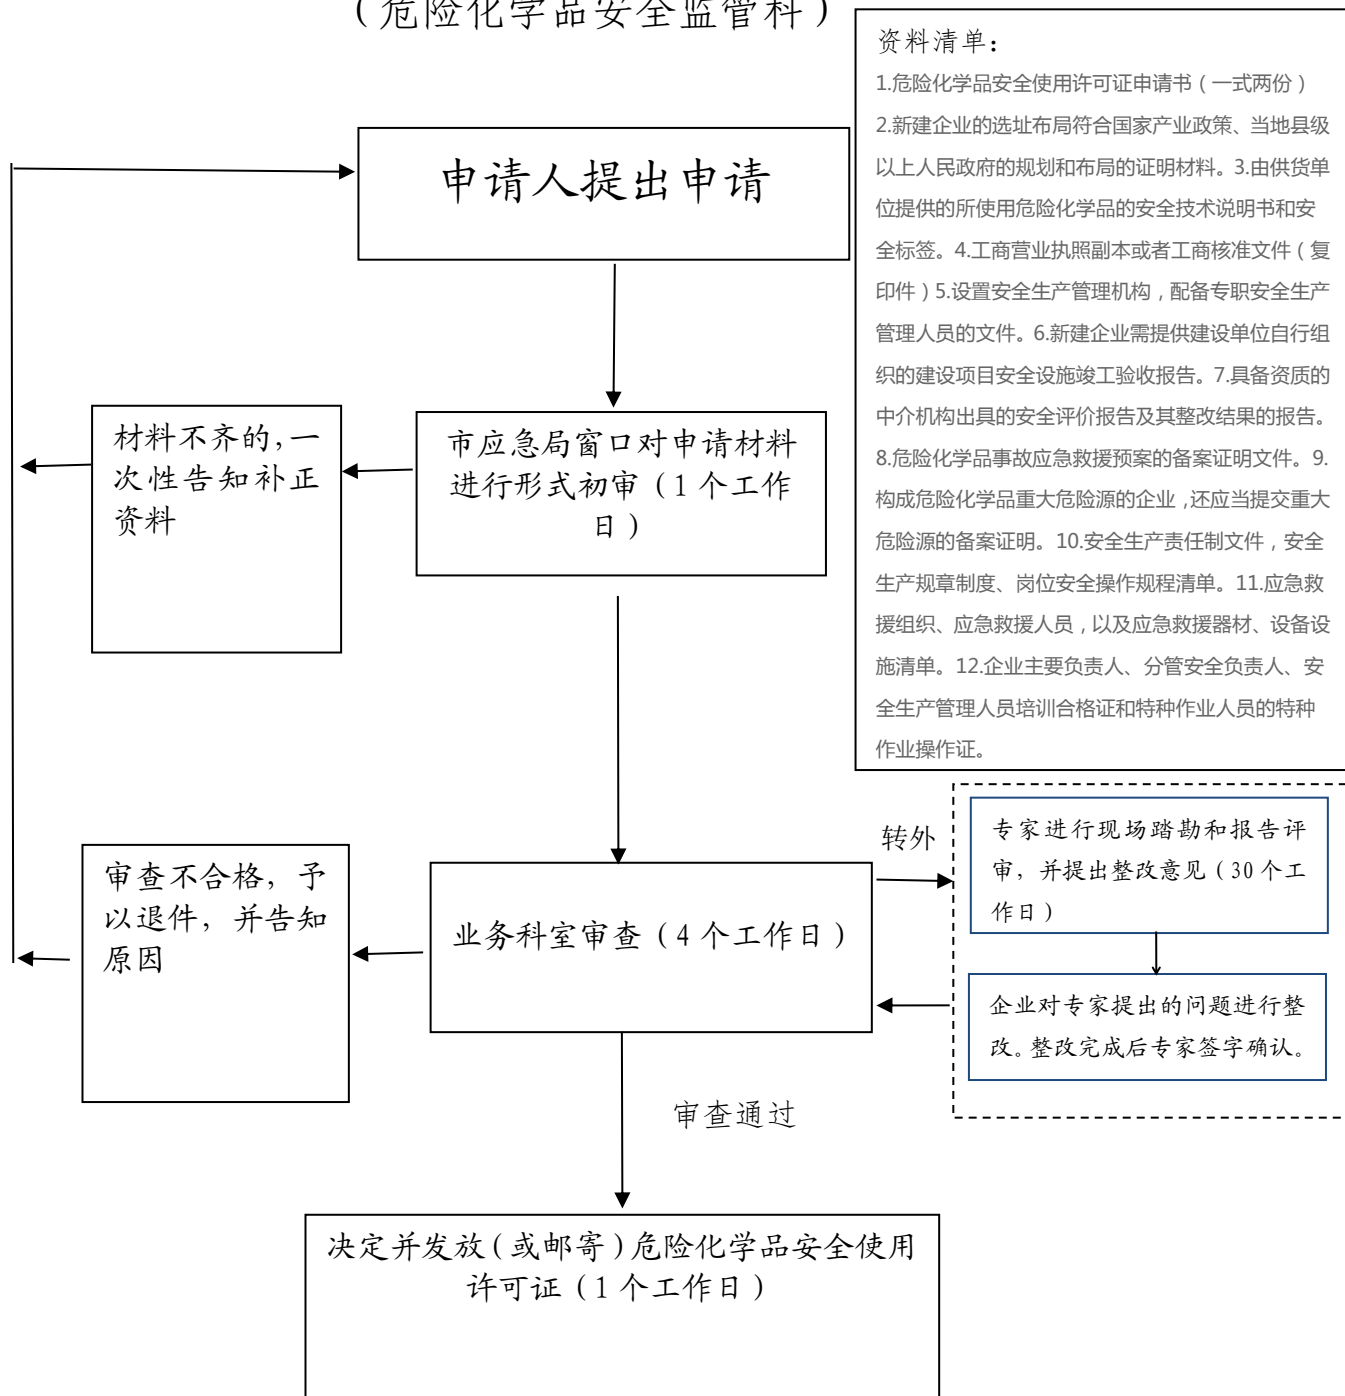 （危险化学品安全监管科）
资料清单：
1.危险化学品安全使用许可证申请书（一式两份）
2.新建企业的选址布局符合国家产业政策、当地县级
以上人民政府的规划和布局的证明材料。3.由供货单
位提供的所使用危险化学品的安全技术说明书和安
全标签。4.工商营业执照副本或者工商核准文件（复
印件）5.设置安全生产管理机构，配备专职安全生产
管理人员的文件。6.新建企业需提供建设单位自行组
织的建设项目安全设施竣工验收报告。7.具备资质的
中介机构出具的安全评价报告及其整改结果的报告。
8.危险化学品事故应急救援预案的备案证明文件。9.
构成危险化学品重大危险源的企业，还应当提交重大
危险源的备案证明。10.安全生产责任制文件，安全
生产规章制度、岗位安全操作规程清单。11.应急救
援组织、应急救援人员，以及应急救援器材、设备设
施清单。12.企业主要负责人、分管安全负责人、安
全生产管理人员培训合格证和特种作业人员的特种
作业操作证。
申请人提出申请
材料不齐的，一
次性告知补正
资料
市应急局窗口对申请材料
进行形式初审（1个工作
日）
审查不合格，予
以退件，并告知
原因
业务科室审查（4个工作日）
转外
专家进行现场踏勘和报告评
审，并提出整改意见（30个工
作日）
企业对专家提出的问题进行整
改。整改完成后专家签字确认。
审查通过
决定并发放（或邮寄）危险化学品安全使用
许可证（1个工作日）